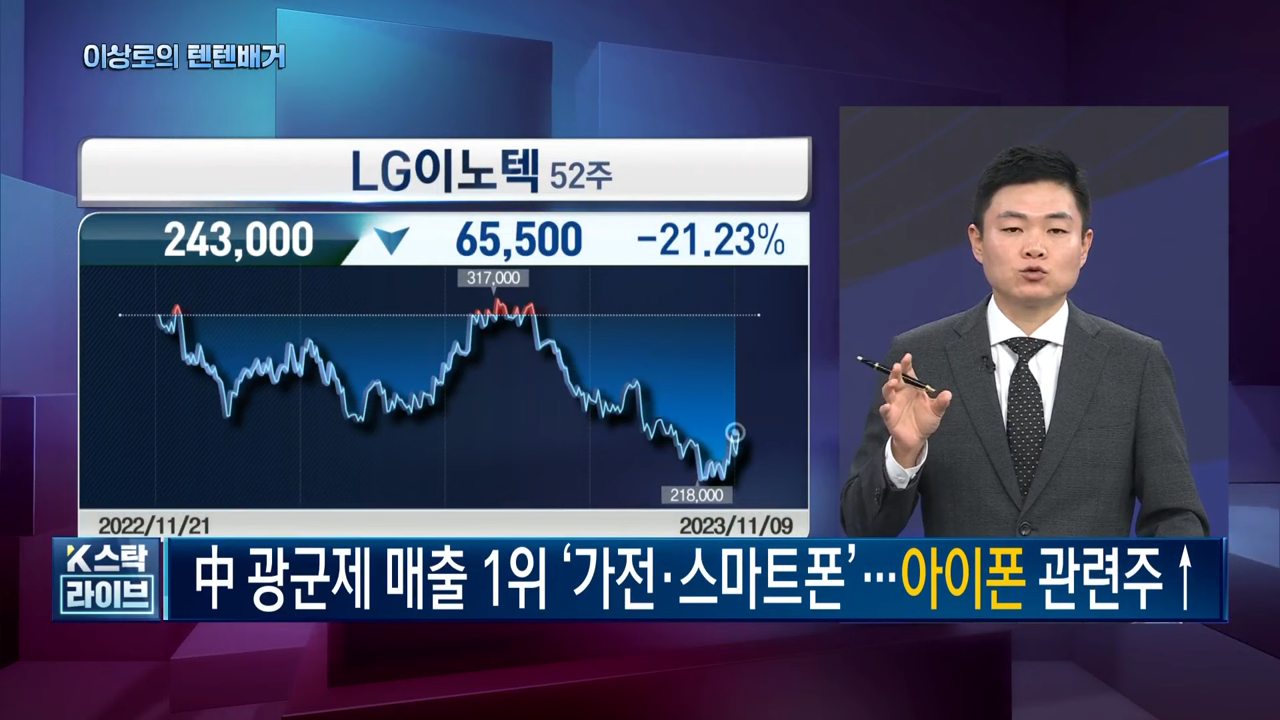 이상로의 텐텐배거
LG이노텍 52주
243,000 ▼ 65,500 -21.23%
317,000
218,000
2022/11/21 2023/11/09
K스탁
라이브
中 광군제 매출 1위 ‘가전·스마트폰’…아이폰 관련주↑